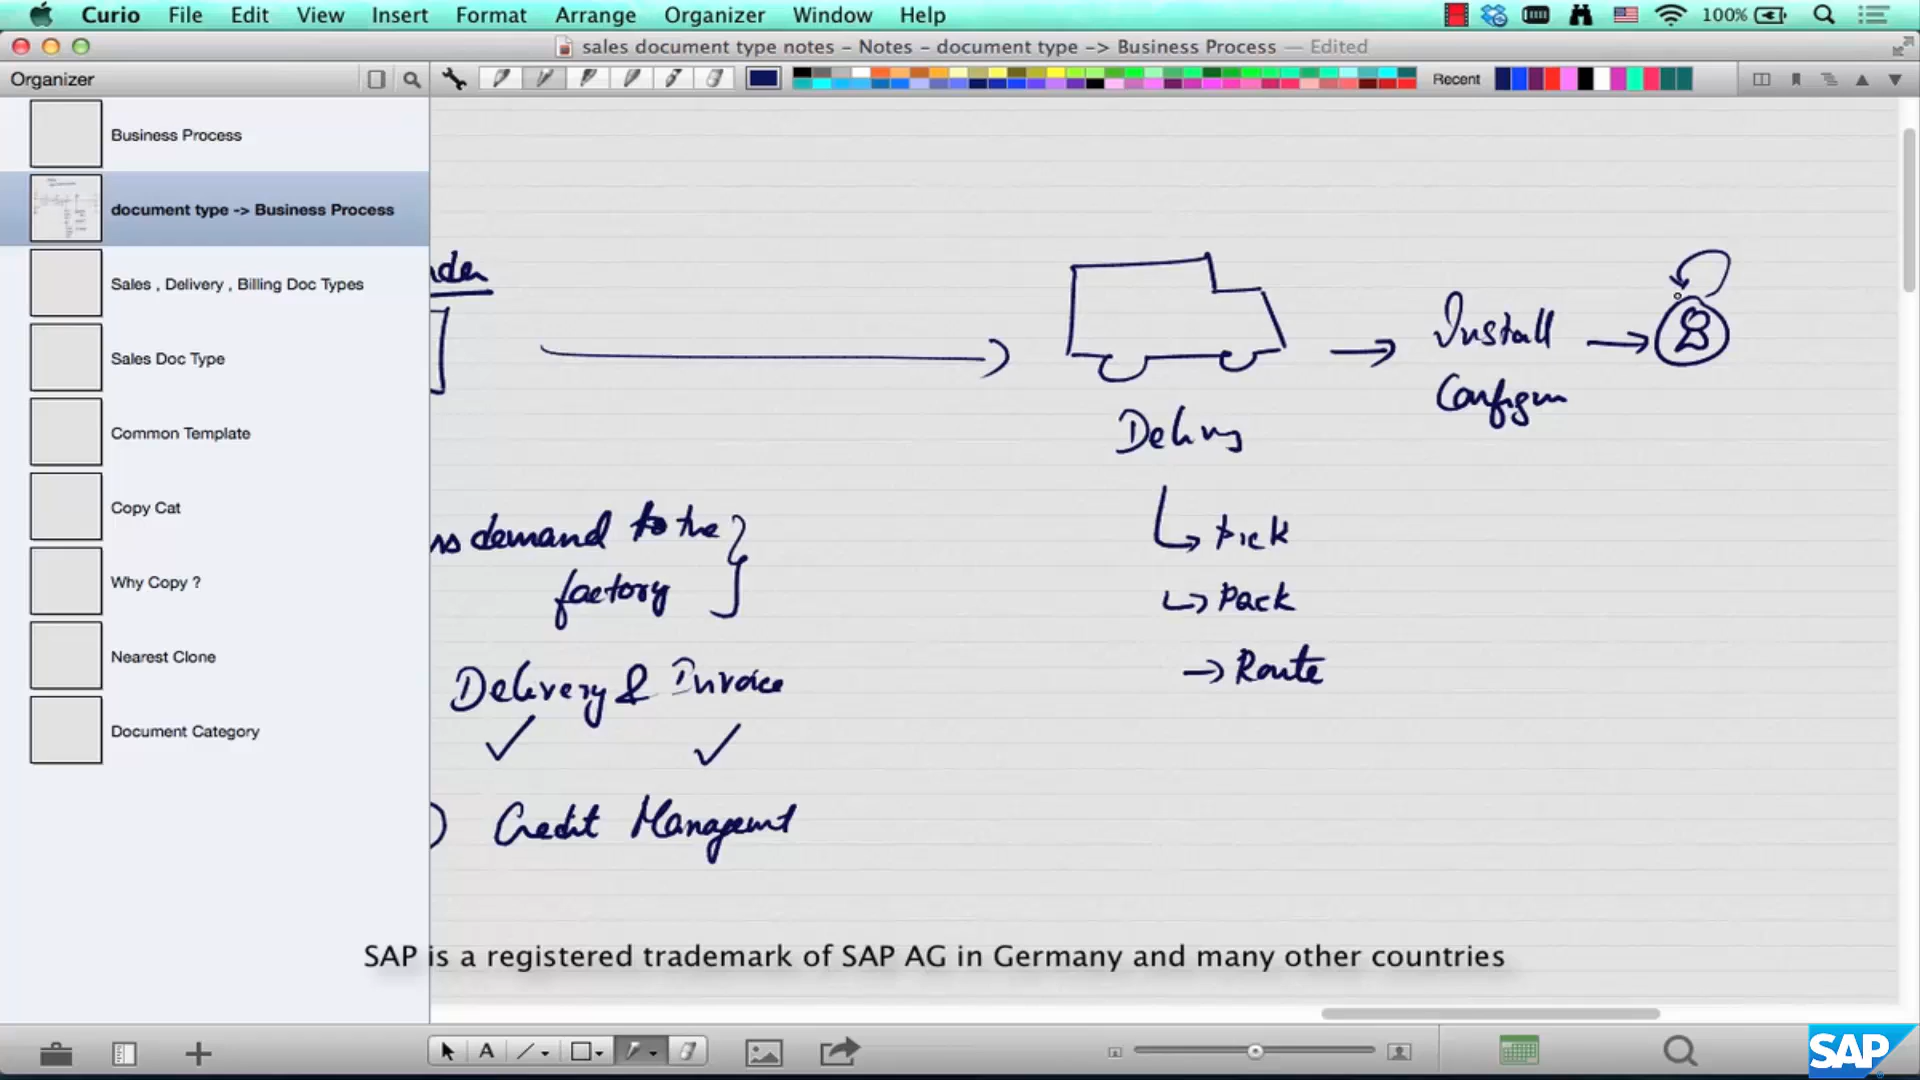 Curio File Edit View Insert Format Arrange Organizer Window Help 100%
sales document type notes – Notes – document type -> Business Process — Edited
Organizer
Recent
Business Process
document type -> Business Process
Sales , Delivery , Billing Doc Types
Sales Doc Type
Common Template
Copy Cat
Why Copy ?
Nearest Clone
Document Category
Install
demand to the
factory
Delivery & Invoice
Credit
Pick
Pack
Route
SAP is a registered trademark of SAP AG in Germany and many other countries
A
SAP